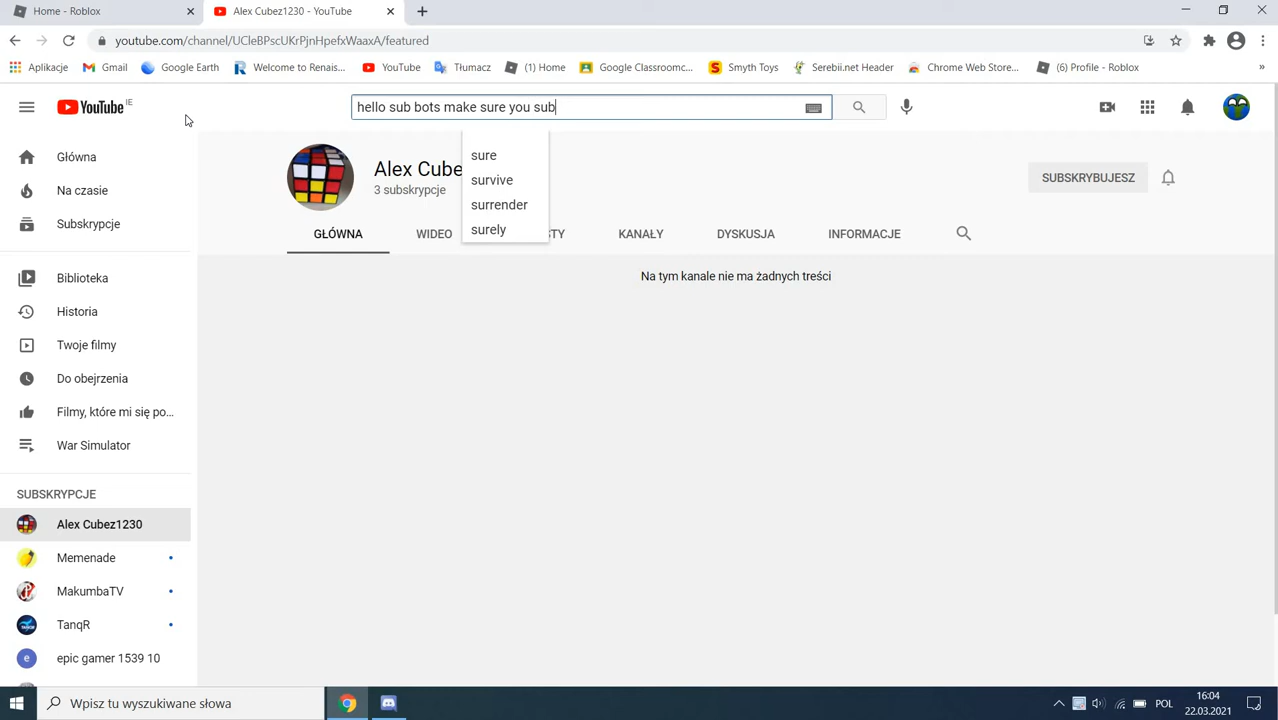 Home - Roblox
Alex Cubez1230 - YouTube
youtube.com/channel/UCleBPscUKrPjnHpefxWaaxA/featured
Aplikacje
Gmail
Google Earth
Welcome to Renais...
YouTube
Tłumacz
(1) Home
Google Classroomc...
Smyth Toys
Serebii.net Header
Chrome Web Store...
(6) Profile - Roblox
YouTube IE
hello sub bots make sure you sub
sure
survive
surrender
surely
Alex Cube
3 subskrypcje
SUBSKRYBUJESZ
GŁÓWNA
WIDEO
STY
KANAŁY
DYSKUSJA
INFORMACJE
Na tym kanale nie ma żadnych treści
Główna
Na czasie
Subskrypcje
Biblioteka
Historia
Twoje filmy
Do obejrzenia
Filmy, które mi się po...
War Simulator
SUBSKRYPCJE
Alex Cubez1230
Memenade
MakumbaTV
TanqR
e
epic gamer 1539 10
Wpisz tu wyszukiwane słowa
POL
16:04
22.03.2021